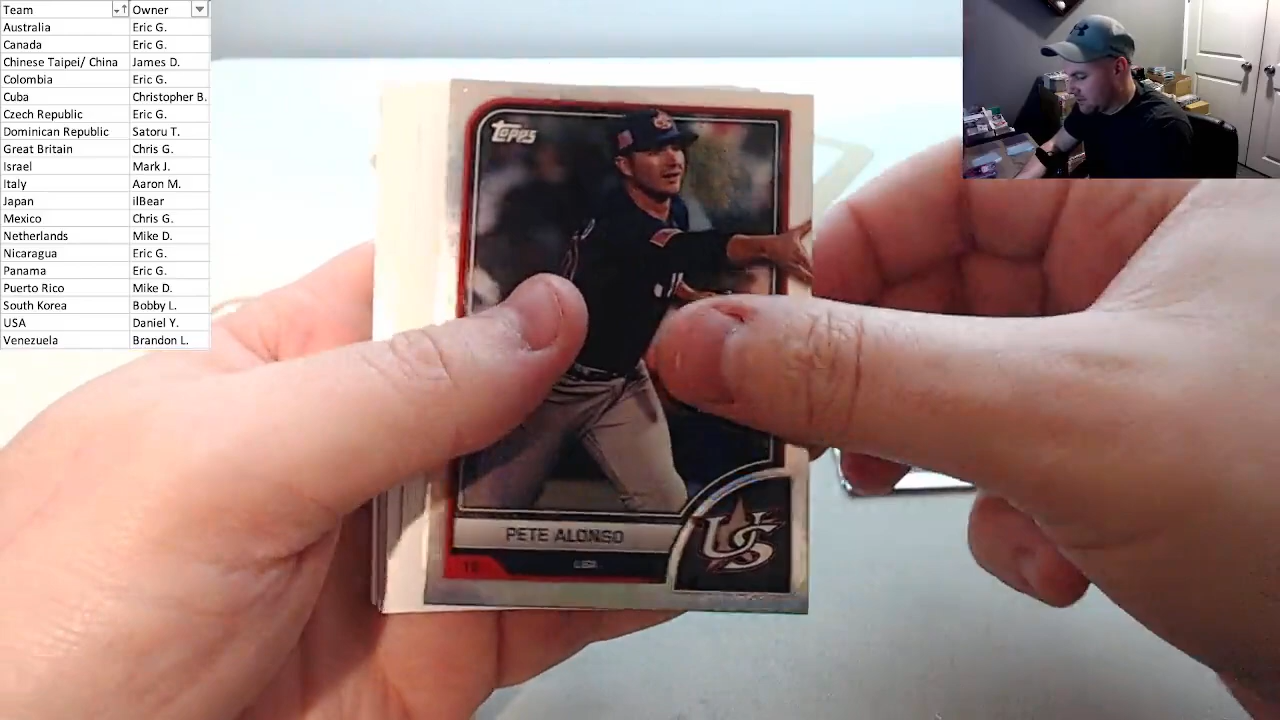 Team Owner
Australia Eric G.
Canada Eric G.
Chinese Taipei/ China James D.
Colombia Eric G.
Cuba Christopher B.
Czech Republic Eric G.
Dominican Republic Satoru T.
Great Britain Chris G.
Israel Mark J.
Italy Aaron M.
Japan ilBear
Mexico Chris G.
Netherlands Mike D.
Nicaragua Eric G.
Panama Eric G.
Puerto Rico Mike D.
South Korea Bobby L.
USA Daniel Y.
Venezuela Brandon L.
Topps
PETE ALONSO
USA
US